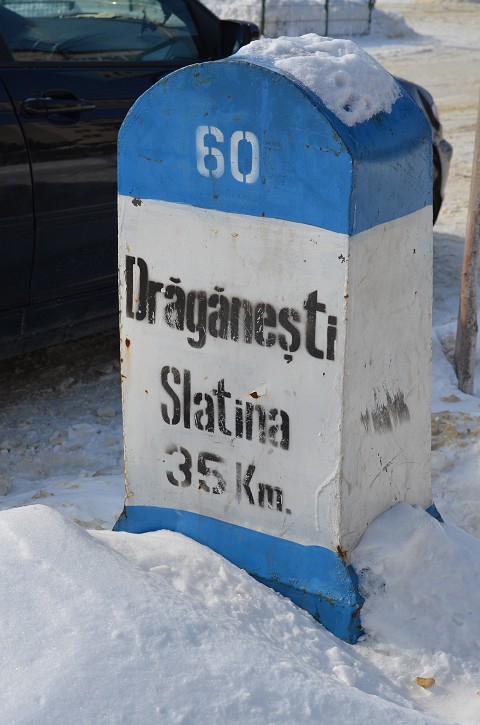 60
Drăgănești
Slatina
35 Km.